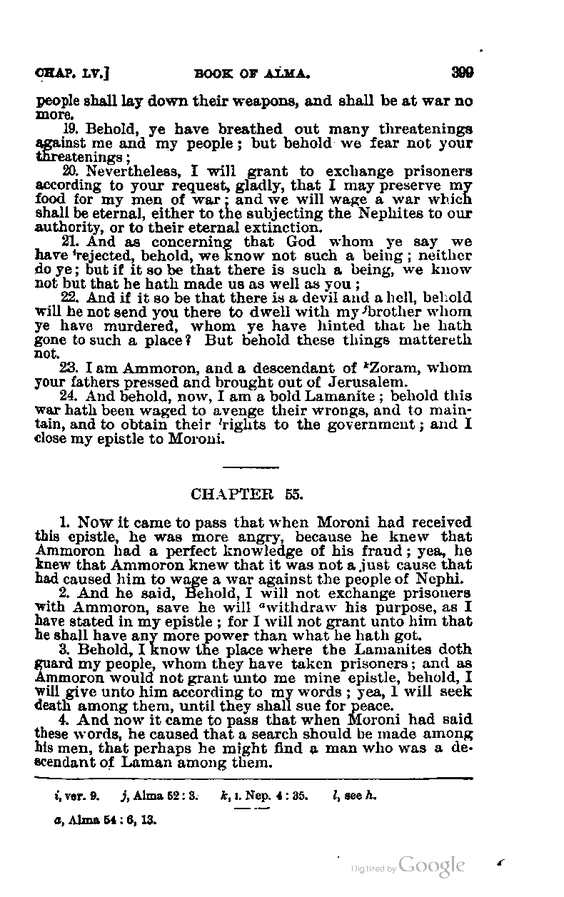 CHAP. LV.] BOOK OF ALMA. 399
people shall lay down their weapons, and shall be at war no
more.
19. Behold, ye have breathed out many threatenings
against me and my people; but behold we fear not your
threatenings;
20. Nevertheless, I will grant to exchange prisoners
according to your request, gladly, that I may preserve my
food for my men of war; and we will wage a war which
shall be eternal, either to the subjecting the Nephites to our
authority, or to their eternal extinction.
21. And as concerning that God whom ye say we
have ⁱrejected, behold, we know not such a being; neither
do ye; but if it so be that there is such a being, we know
not but that he hath made us as well as you;
22. And if it so be that there is a devil and a hell, behold
will he not send you there to dwell with my ʲbrother whom
ye have murdered, whom ye have hinted that he hath
gone to such a place? But behold these things mattereth
not.
23. I am Ammoron, and a descendant of ᵏZoram, whom
your fathers pressed and brought out of Jerusalem.
24. And behold, now, I am a bold Lamanite; behold this
war hath been waged to avenge their wrongs, and to main-
tain, and to obtain their ˡrights to the government; and I
close my epistle to Moroni.
CHAPTER 55.
1. Now it came to pass that when Moroni had received
this epistle, he was more angry, because he knew that
Ammoron had a perfect knowledge of his fraud; yea, he
knew that Ammoron knew that it was not a just cause that
had caused him to wage a war against the people of Nephi.
2. And he said, Behold, I will not exchange prisoners
with Ammoron, save he will ᵃwithdraw his purpose, as I
have stated in my epistle; for I will not grant unto him that
he shall have any more power than what he hath got.
3. Behold, I know the place where the Lamanites doth
guard my people, whom they have taken prisoners; and as
Ammoron would not grant unto me mine epistle, behold, I
will give unto him according to my words; yea, I will seek
death among them, until they shall sue for peace.
4. And now it came to pass that when Moroni had said
these words, he caused that a search should be made among
his men, that perhaps he might find a man who was a de-
scendant of Laman among them.
i, ver. 9. j, Alma 52:3. k, 1. Nep. 4:35. l, see h.
a, Alma 54:6, 13.
Digitized by Google